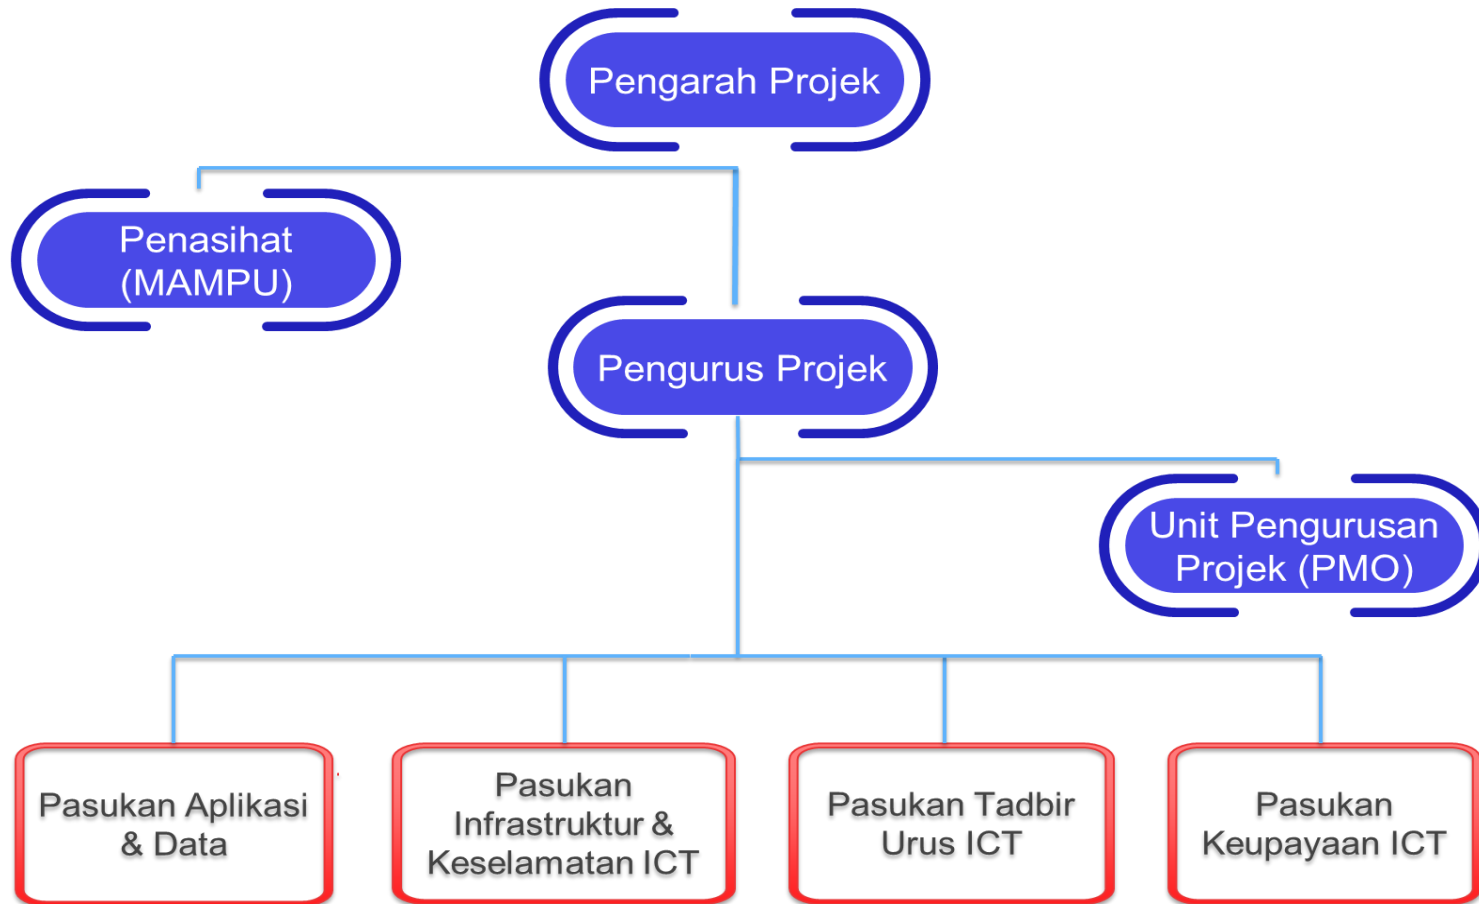 Pengarah Projek
Penasihat
(MAMPU)
Pengurus Projek
Unit Pengurusan
Projek (PMO)
Pasukan Aplikasi
& Data
Pasukan
Infrastruktur &
Keselamatan ICT
Pasukan Tadbir
Urus ICT
Pasukan
Keupayaan ICT